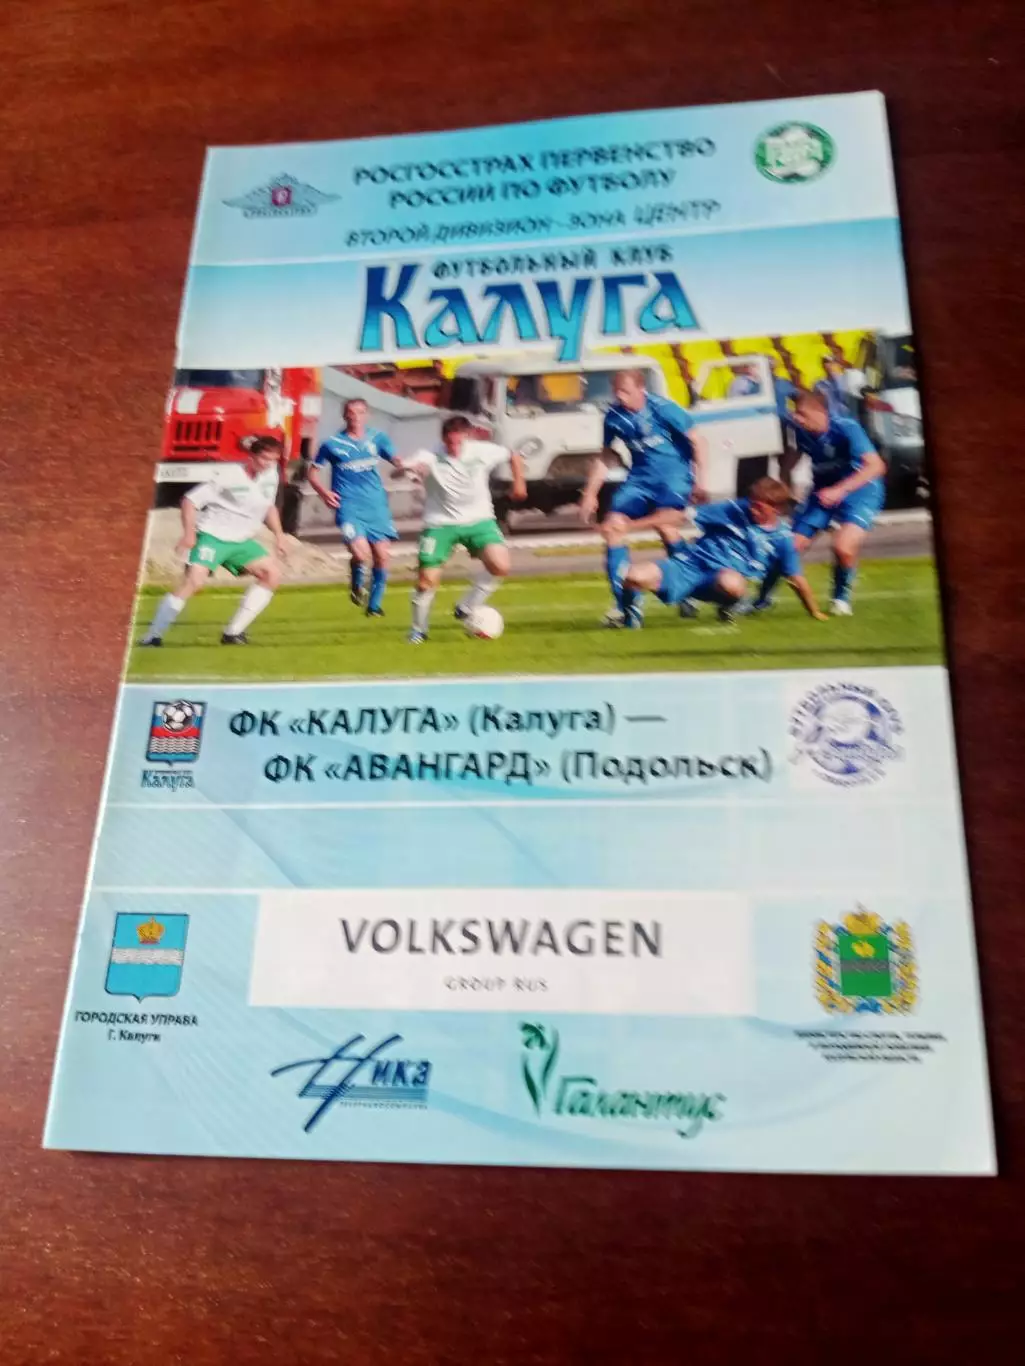 РОСГОССТРАХ ПЕРВЕНСТВО
РОССИИ ПО ФУТБОЛУ
ВТОРОЙ ДИВИЗИОН - ЗОНА ЦЕНТР
ФУТБОЛЬНЫЙ КЛУБ
Калуга
ФК «КАЛУГА» (Калуга) —
ФК «АВАНГАРД» (Подольск)
Калуга
VOLKSWAGEN
GROUP RUS
ГОРОДСКАЯ УПРАВА
Г. Калуги
Ника
Галантус